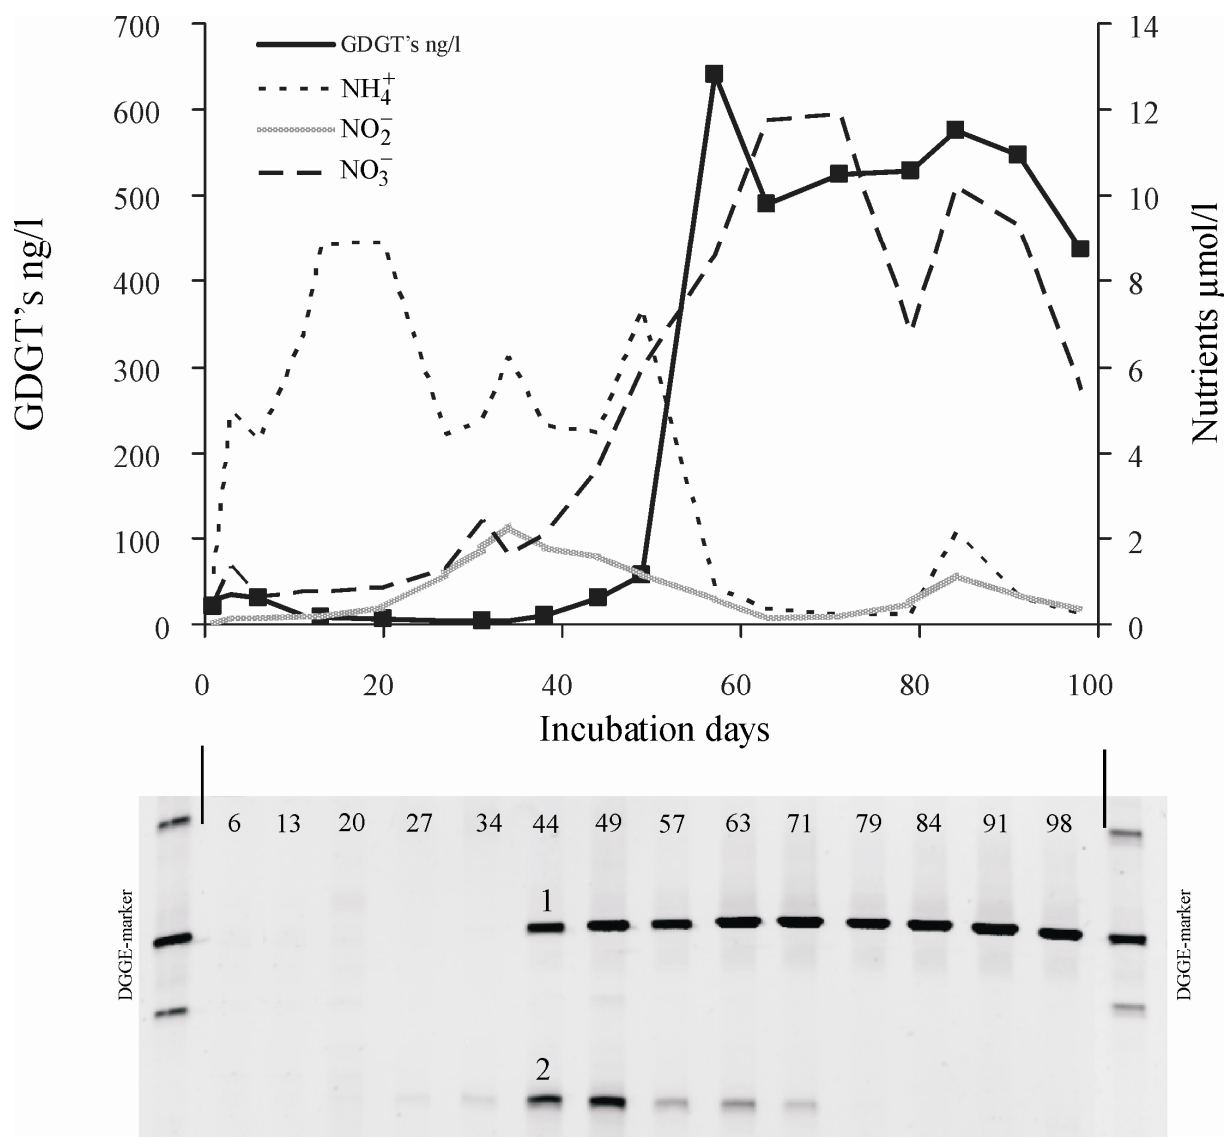 GDGT's ng/l
700
600
500
400
300
200
100
0
GDGT's ng/l
NH4+
NO2−
NO3−
14
12
10
8
6
4
2
0
Nutrients µmol/l
0 20 40 60 80 100
Incubation days
DGGE-marker
6 13 20 27 34 44 49 57 63 71 79 84 91 98
1
2
DGGE-marker